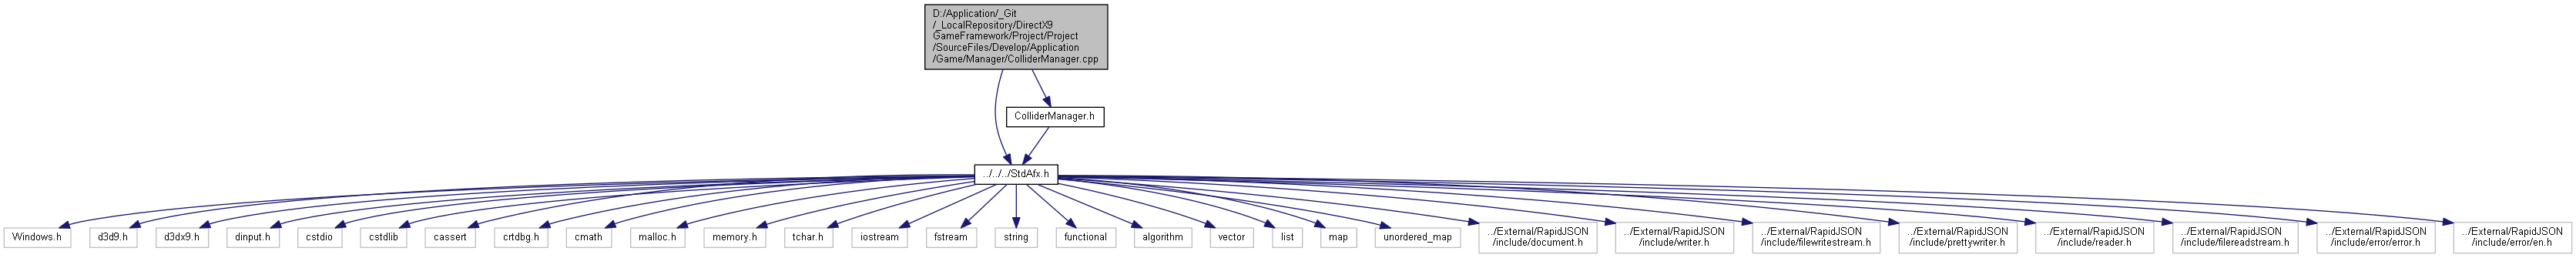 D:/Application/_Git
/_LocalRepository/DirectX9
GameFramework/Project/Project
/SourceFiles/Develop/Application
/Game/Manager/ColliderManager.cpp
ColliderManager.h
../../../StdAfx.h
Windows.h
d3d9.h
d3dx9.h
dinput.h
cstdio
cstdlib
cassert
crtdbg.h
cmath
malloc.h
memory.h
tchar.h
iostream
fstream
string
functional
algorithm
vector
list
map
unordered_map
../External/RapidJSON
/include/document.h
../External/RapidJSON
/include/writer.h
../External/RapidJSON
/include/filewritestream.h
../External/RapidJSON
/include/prettywriter.h
../External/RapidJSON
/include/reader.h
../External/RapidJSON
/include/filereadstream.h
../External/RapidJSON
/include/error/error.h
../External/RapidJSON
/include/error/en.h